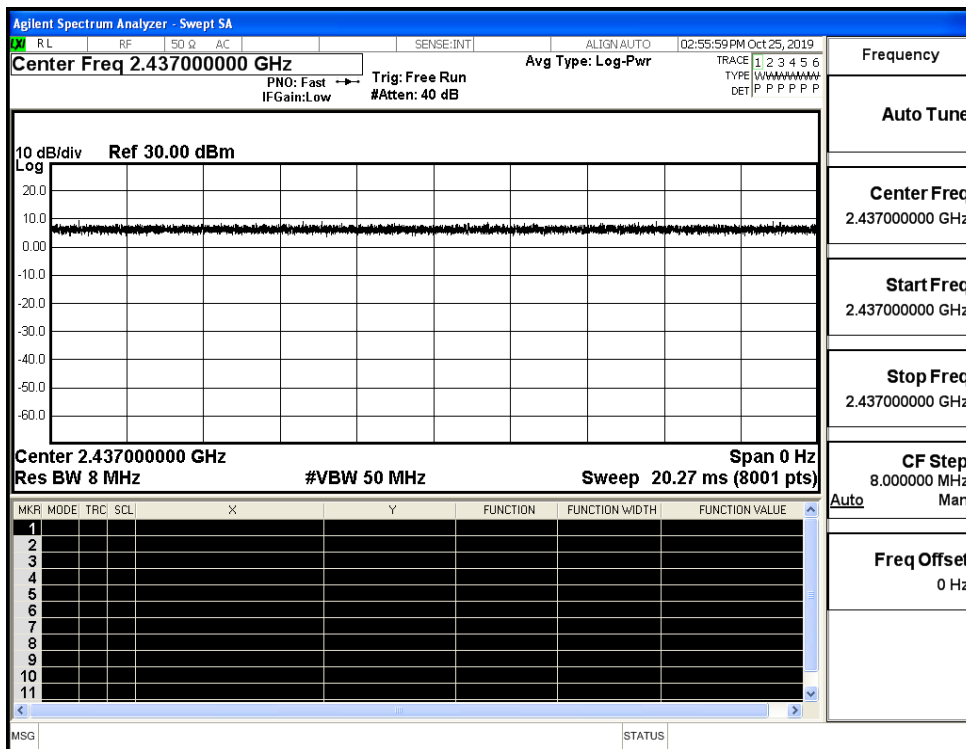 Agilent Spectrum Analyzer - Swept SA
LXI RL RF 50 Ω AC SENSE:INT ALIGN AUTO 02:55:59 PM Oct 25, 2019
Center Freq 2.437000000 GHz
PNO: Fast
IFGain:Low
Trig: Free Run
#Atten: 40 dB
Avg Type: Log-Pwr
TRACE 1 2 3 4 5 6
TYPE WWWWWW
DET P P P P P P
10 dB/div Ref 30.00 dBm
Log
20.0
10.0
0.00
-10.0
-20.0
-30.0
-40.0
-50.0
-60.0
Center 2.437000000 GHz Span 0 Hz
Res BW 8 MHz #VBW 50 MHz Sweep 20.27 ms (8001 pts)
MKR MODE TRC SCL X Y FUNCTION FUNCTION WIDTH FUNCTION VALUE
1
2
3
4
5
6
7
8
9
10
11
MSG STATUS
Frequency
Auto Tune
Center Freq
2.437000000 GHz
Start Freq
2.437000000 GHz
Stop Freq
2.437000000 GHz
CF Step
8.000000 MHz
Auto Man
Freq Offset
0 Hz